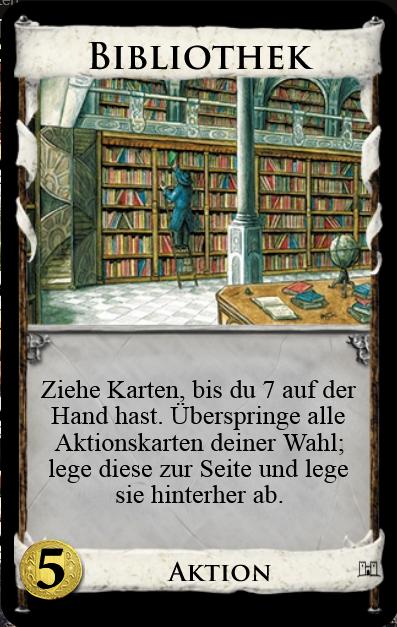 BIBLIOTHEK
Ziehe Karten, bis du 7 auf der
Hand hast. Überspringe alle
Aktionskarten deiner Wahl;
lege diese zur Seite und lege
sie hinterher ab.
5
AKTION